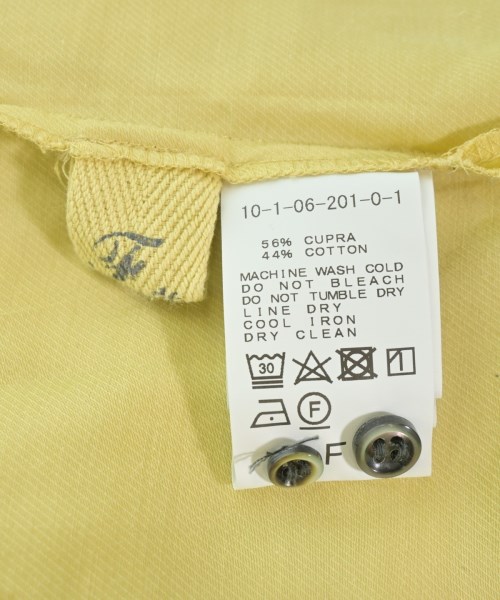 10-1-06-201-0-1
56% CUPRA
44% COTTON
MACHINE WASH COLD
DO NOT BLEACH
DO NOT TUMBLE DRY
LINE DRY
COOL IRON
DRY CLEAN
30
1
F
F